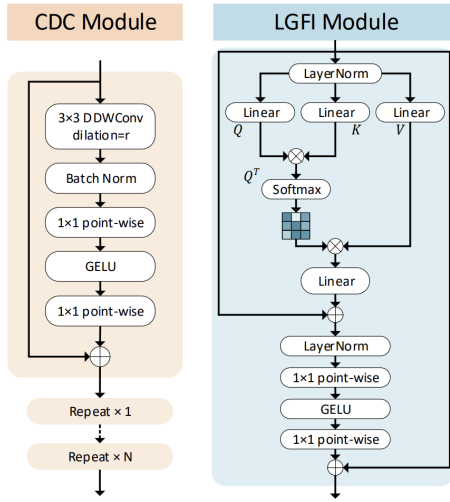 CDC Module
3×3 DDWConv
dilation=r
Batch Norm
1×1 point-wise
GELU
1×1 point-wise
Repeat × 1
Repeat × N
LGFI Module
LayerNorm
Linear
Linear
Linear
Q
K
V
Q^T
Softmax
Linear
LayerNorm
1×1 point-wise
GELU
1×1 point-wise